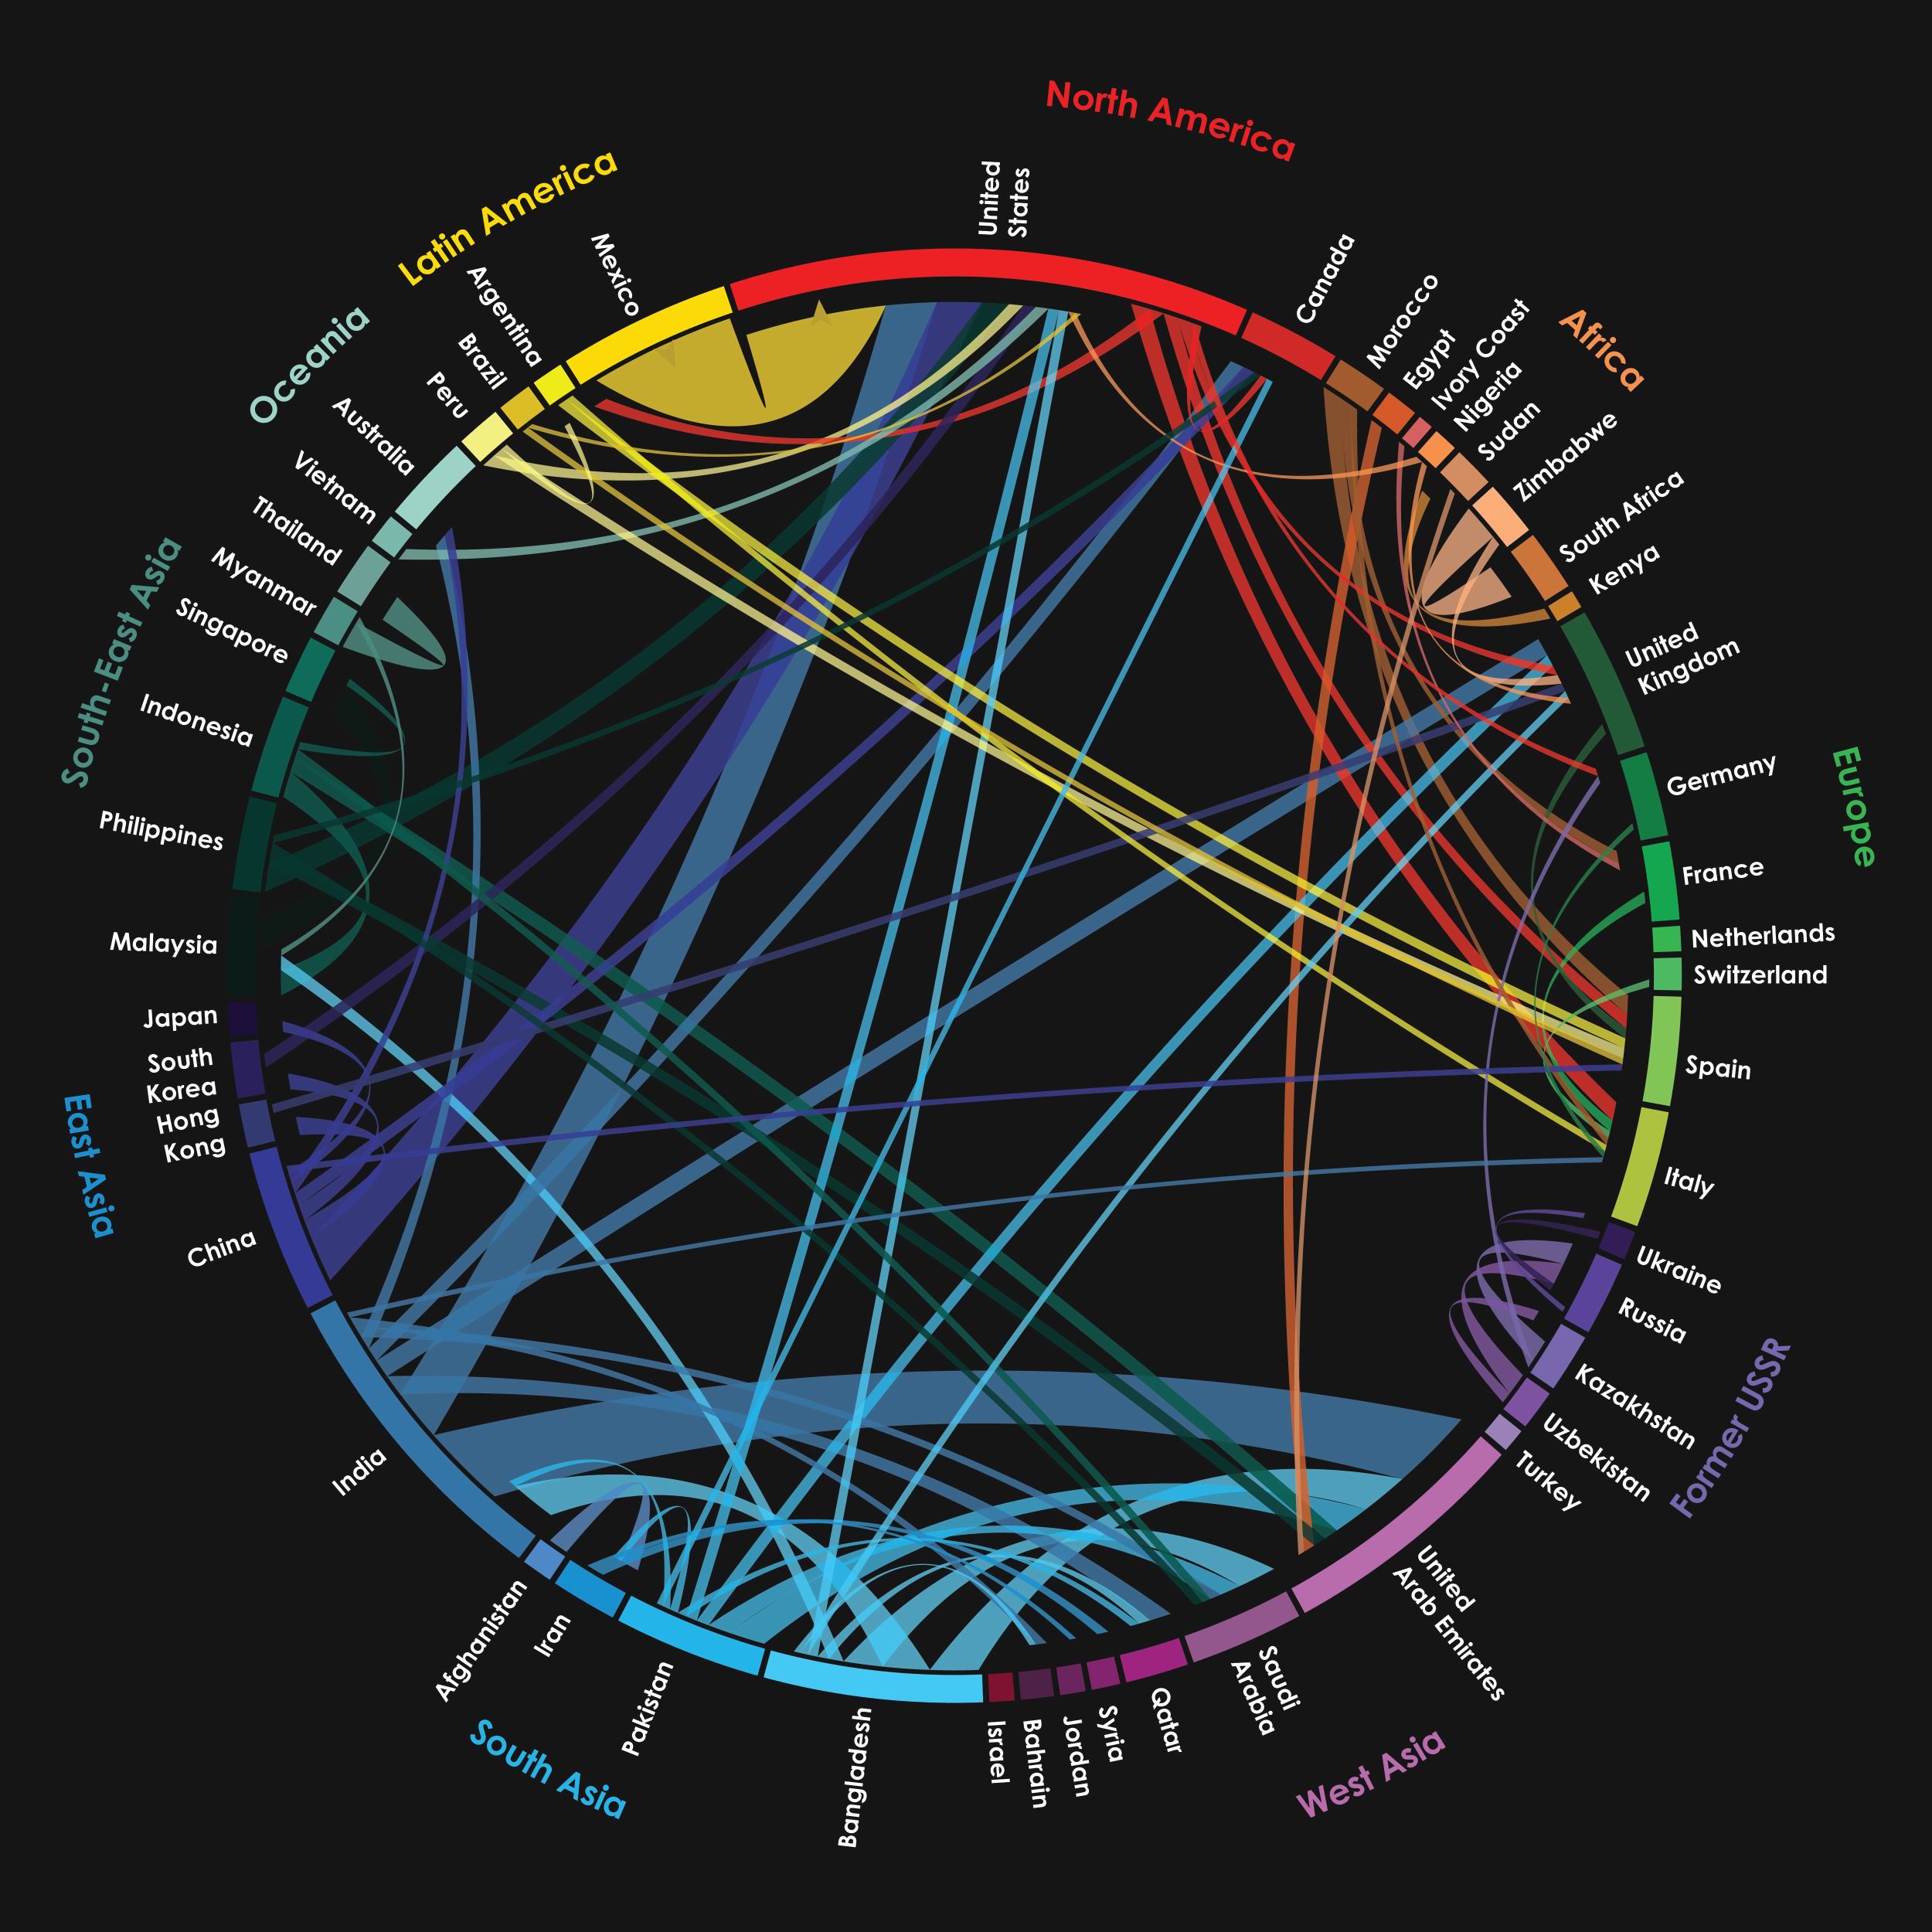 North America
United
States
Canada
Morocco
Egypt
Ivory Coast
Nigeria
Sudan
Zimbabwe
South Africa
Kenya
Africa
United
Kingdom
Germany
France
Netherlands
Switzerland
Spain
Italy
Europe
Ukraine
Russia
Kazakhstan
Uzbekistan
Turkey
Former USSR
United
Arab Emirates
Saudi
Arabia
Qatar
Syria
Jordan
Bahrain
Israel
West Asia
Bangladesh
Pakistan
Iran
Afghanistan
India
South Asia
China
Hong
Kong
South
Korea
Japan
East Asia
Malaysia
Philippines
Indonesia
Singapore
Myanmar
Thailand
Vietnam
South-East Asia
Australia
Oceania
Peru
Brazil
Argentina
Mexico
Latin America